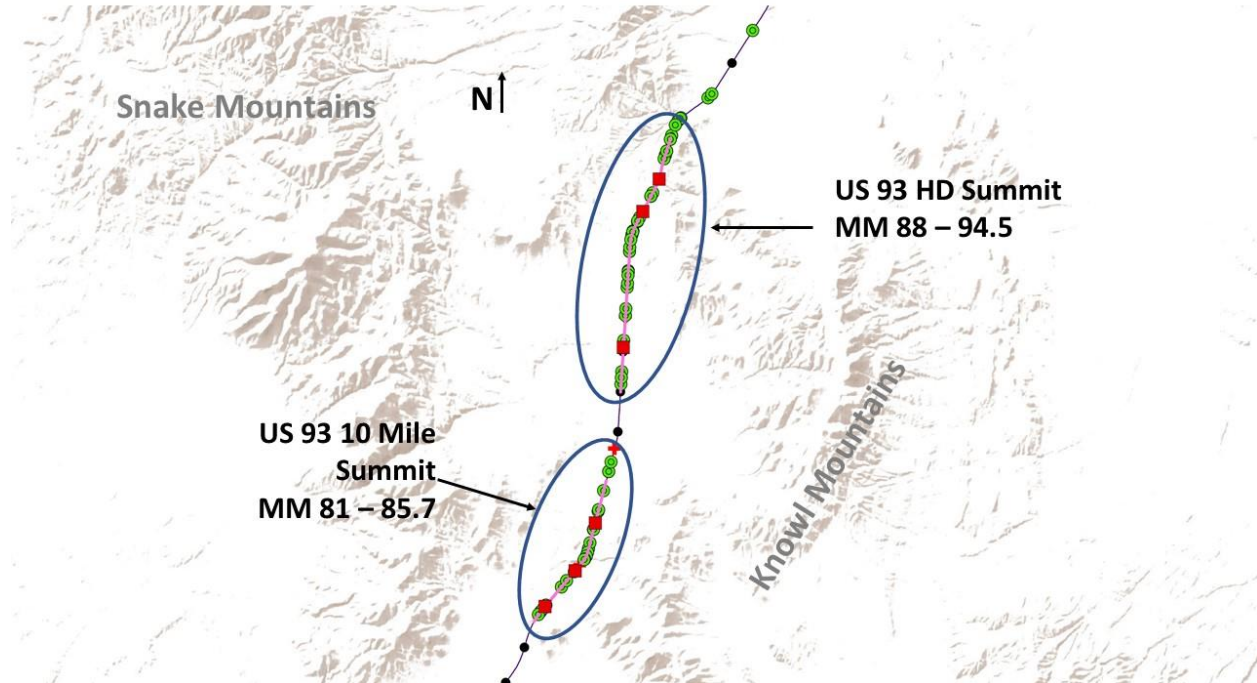 Snake Mountains
N
US 93 HD Summit
MM 88 – 94.5
US 93 10 Mile
Summit
MM 81 – 85.7
Knowl Mountains